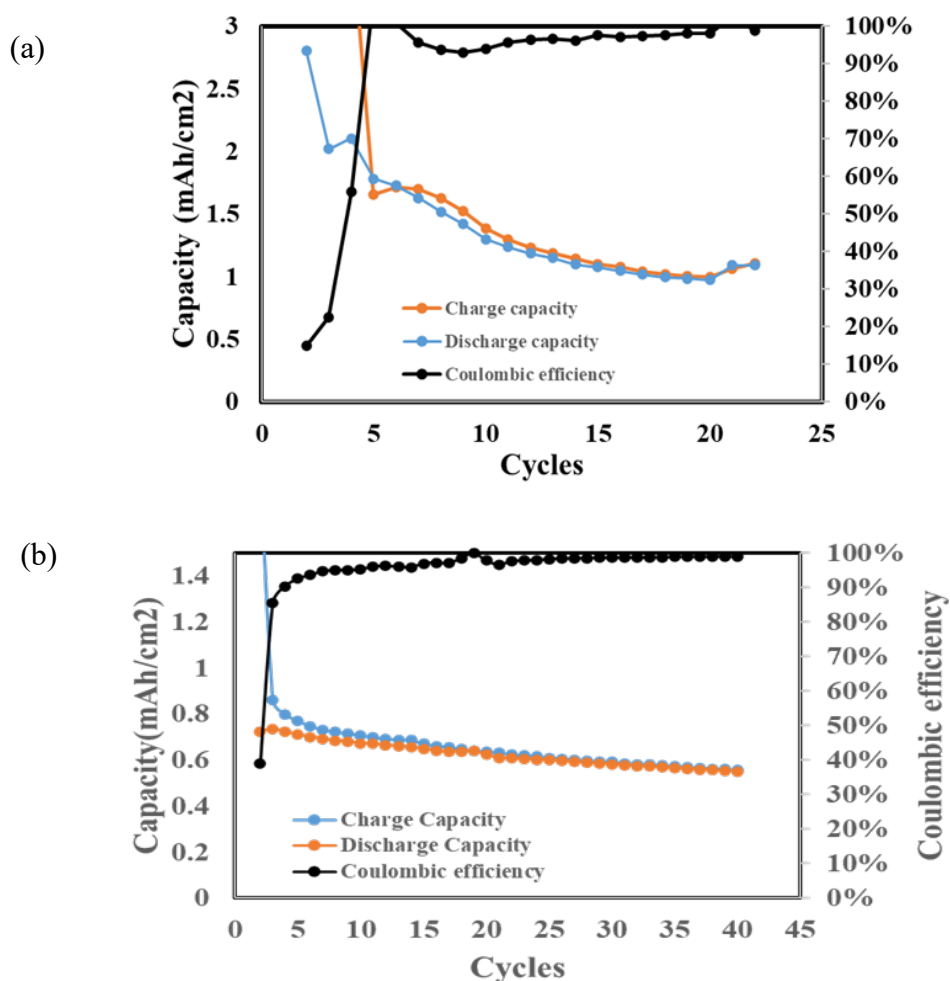 (a)
Capacity (mAh/cm2)
3
2.5
2
1.5
1
0.5
0
100%
90%
80%
70%
60%
50%
40%
30%
20%
10%
0%
Charge capacity
Discharge capacity
Coulombic efficiency
0 5 10 15 20 25
Cycles
(b)
Capacity(mAh/cm2)
1.4
1.2
1
0.8
0.6
0.4
0.2
0
100%
90%
80%
70%
60%
50%
40%
30%
20%
10%
0%
Coulombic efficiency
Charge Capacity
Discharge Capacity
Coulombic efficiency
0 5 10 15 20 25 30 35 40 45
Cycles